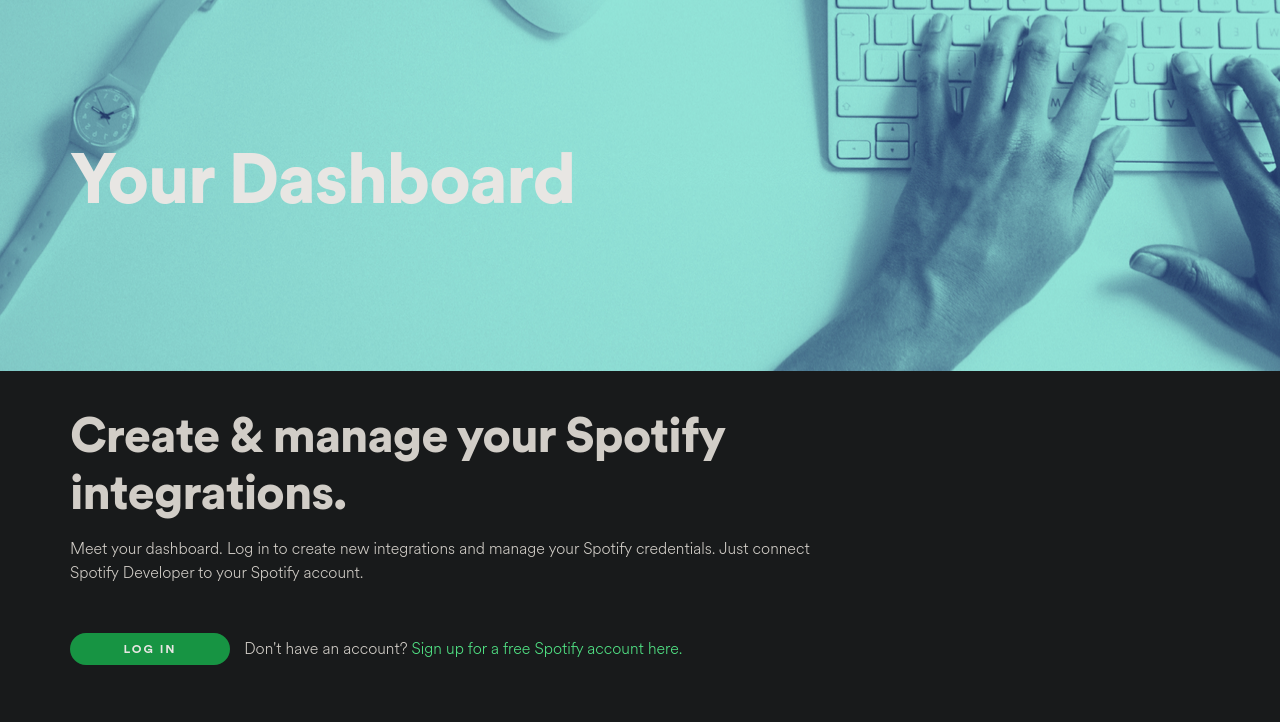 Your Dashboard
Create & manage your Spotify
integrations.
Meet your dashboard. Log in to create new integrations and manage your Spotify credentials. Just connect
Spotify Developer to your Spotify account.
LOG IN Don't have an account? Sign up for a free Spotify account here.